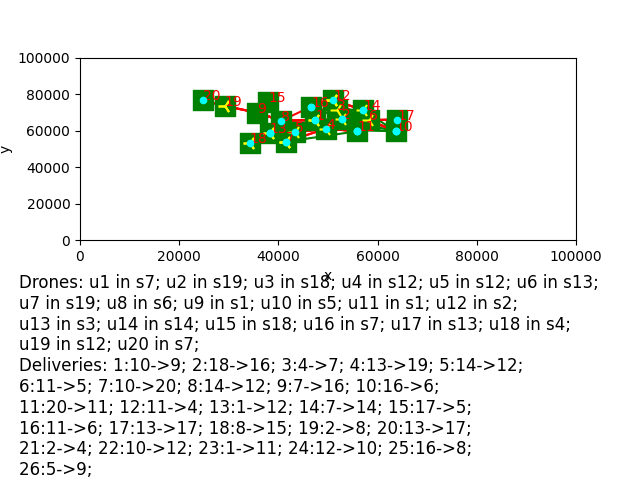 100000
80000
60000
40000
20000
0
y
0 20000 40000 60000 80000 100000
x
Drones: u1 in s7; u2 in s19; u3 in s18; u4 in s12; u5 in s12; u6 in s13;
u7 in s19; u8 in s6; u9 in s1; u10 in s5; u11 in s1; u12 in s2;
u13 in s3; u14 in s14; u15 in s18; u16 in s7; u17 in s13; u18 in s4;
u19 in s12; u20 in s7;
Deliveries: 1:10->9; 2:18->16; 3:4->7; 4:13->19; 5:14->12;
6:11->5; 7:10->20; 8:14->12; 9:7->16; 10:16->6;
11:20->11; 12:11->4; 13:1->12; 14:7->14; 15:17->5;
16:11->6; 17:13->17; 18:8->15; 19:2->8; 20:13->17;
21:2->4; 22:10->12; 23:1->11; 24:12->10; 25:16->8;
26:5->9;